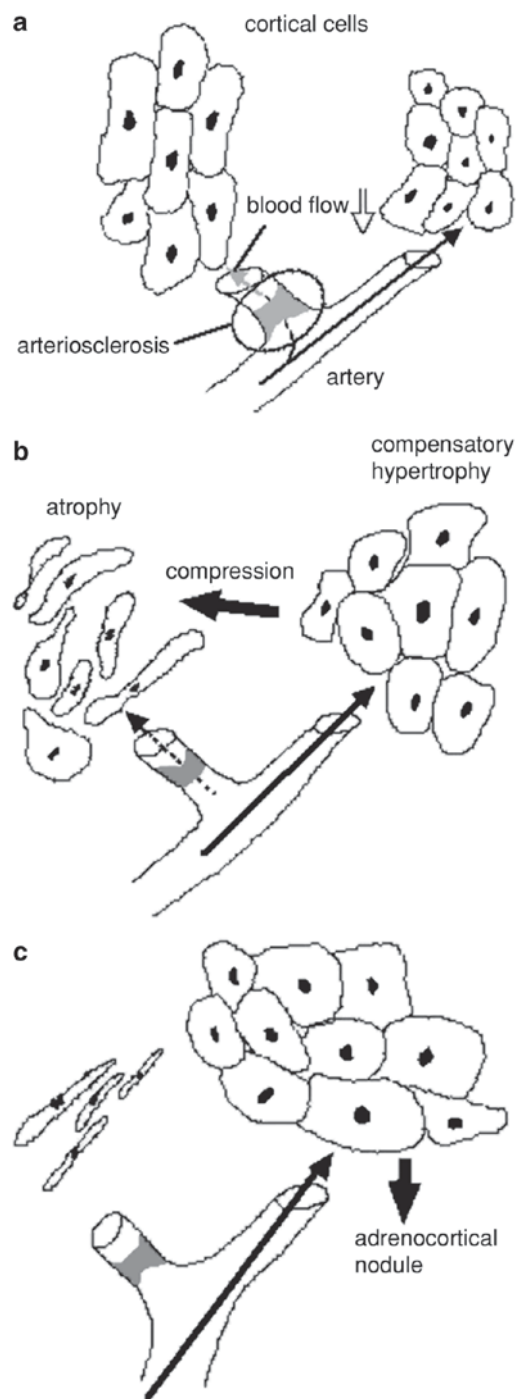 a
cortical cells
blood flow
arteriosclerosis
artery
b
compensatory
hypertrophy
atrophy
compression
c
adrenocortical
nodule